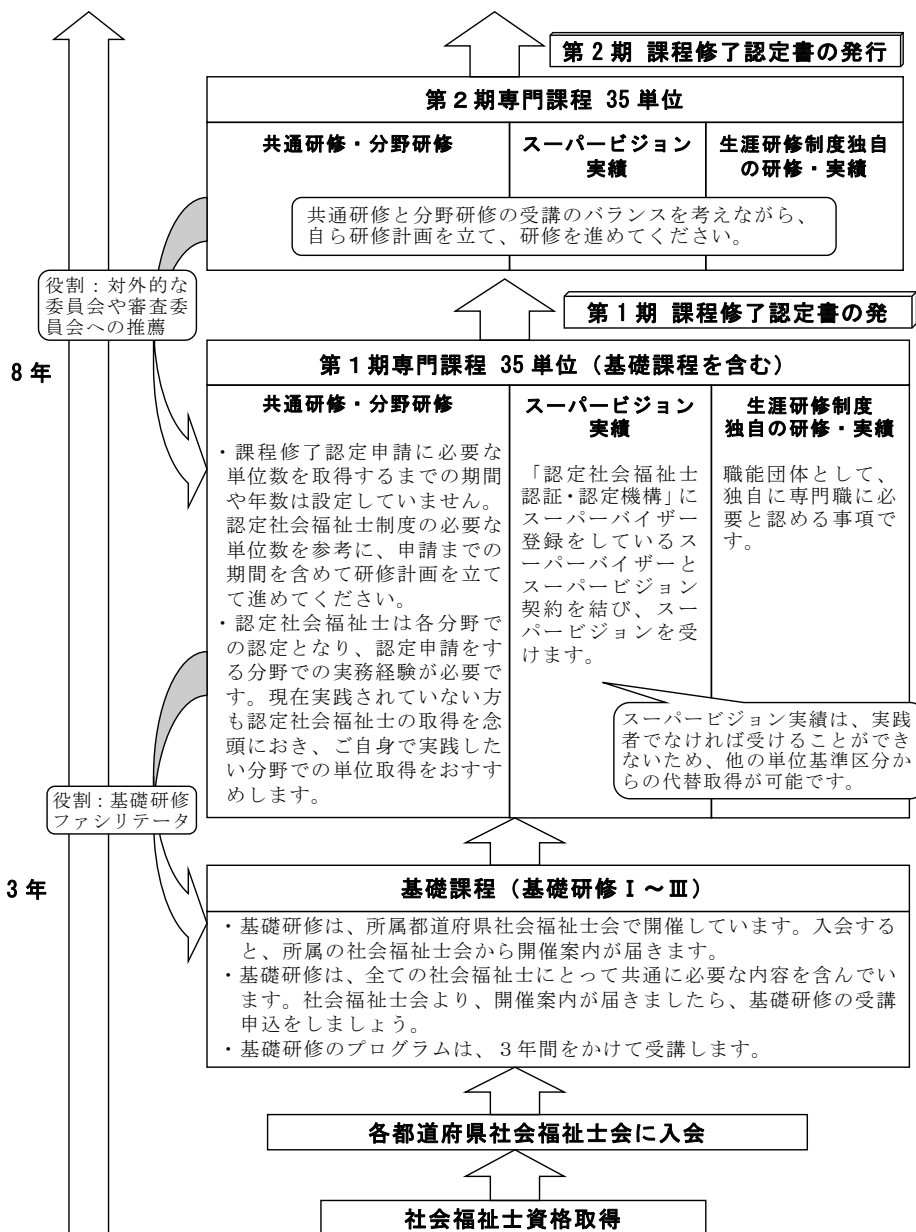 第２期 課程修了認定書の発行
第２期専門課程 35 単位
共通研修・分野研修
スーパービジョン
実績
生涯研修制度独自
の研修・実績
共通研修と分野研修の受講のバランスを考えながら、
自ら研修計画を立て、研修を進めてください。
役割：対外的な
委員会や審査委
員会への推薦
第１期 課程修了認定書の発
8 年
第１期専門課程 35 単位（基礎課程を含む）
共通研修・分野研修
・課程修了認定申請に必要な
単位数を取得するまでの期間
や年数は設定していません。
認定社会福祉士制度の必要な
単位数を参考に、申請までの
期間を含めて研修計画を立て
て進めてください。
・認定社会福祉士は各分野で
の認定となり、認定申請をす
る分野での実務経験が必要で
す。現在実践されていない方
も認定社会福祉士の取得を念
頭におき、ご自身で実践した
い分野での単位取得をおすす
めします。
スーパービジョン
実績
「認定社会福祉士
認証・認定機構」に
スーパーバイザー
登録をしているスー
パーバイザーと
スーパービジョン
契約を結び、スー
パービジョンを受
けます。
生涯研修制度
独自の研修・実績
職能団体として、
独自に専門職に必
要と認める事項で
す。
スーパービジョン実績は、実践
者でなければ受けることができ
ないため、他の単位基準区分か
らの代替取得が可能です。
役割：基礎研修
ファシリテータ
3 年
基礎課程（基礎研修Ⅰ～Ⅲ）
・基礎研修は、所属都道府県社会福祉士会で開催しています。入会する
と、所属の社会福祉士会から開催案内が届きます。
・基礎研修は、全ての社会福祉士にとって共通に必要な内容を含んでい
ます。社会福祉士会より、開催案内が届きましたら、基礎研修の受講
申込をしましょう。
・基礎研修のプログラムは、３年間をかけて受講します。
各都道府県社会福祉士会に入会
社会福祉士資格取得